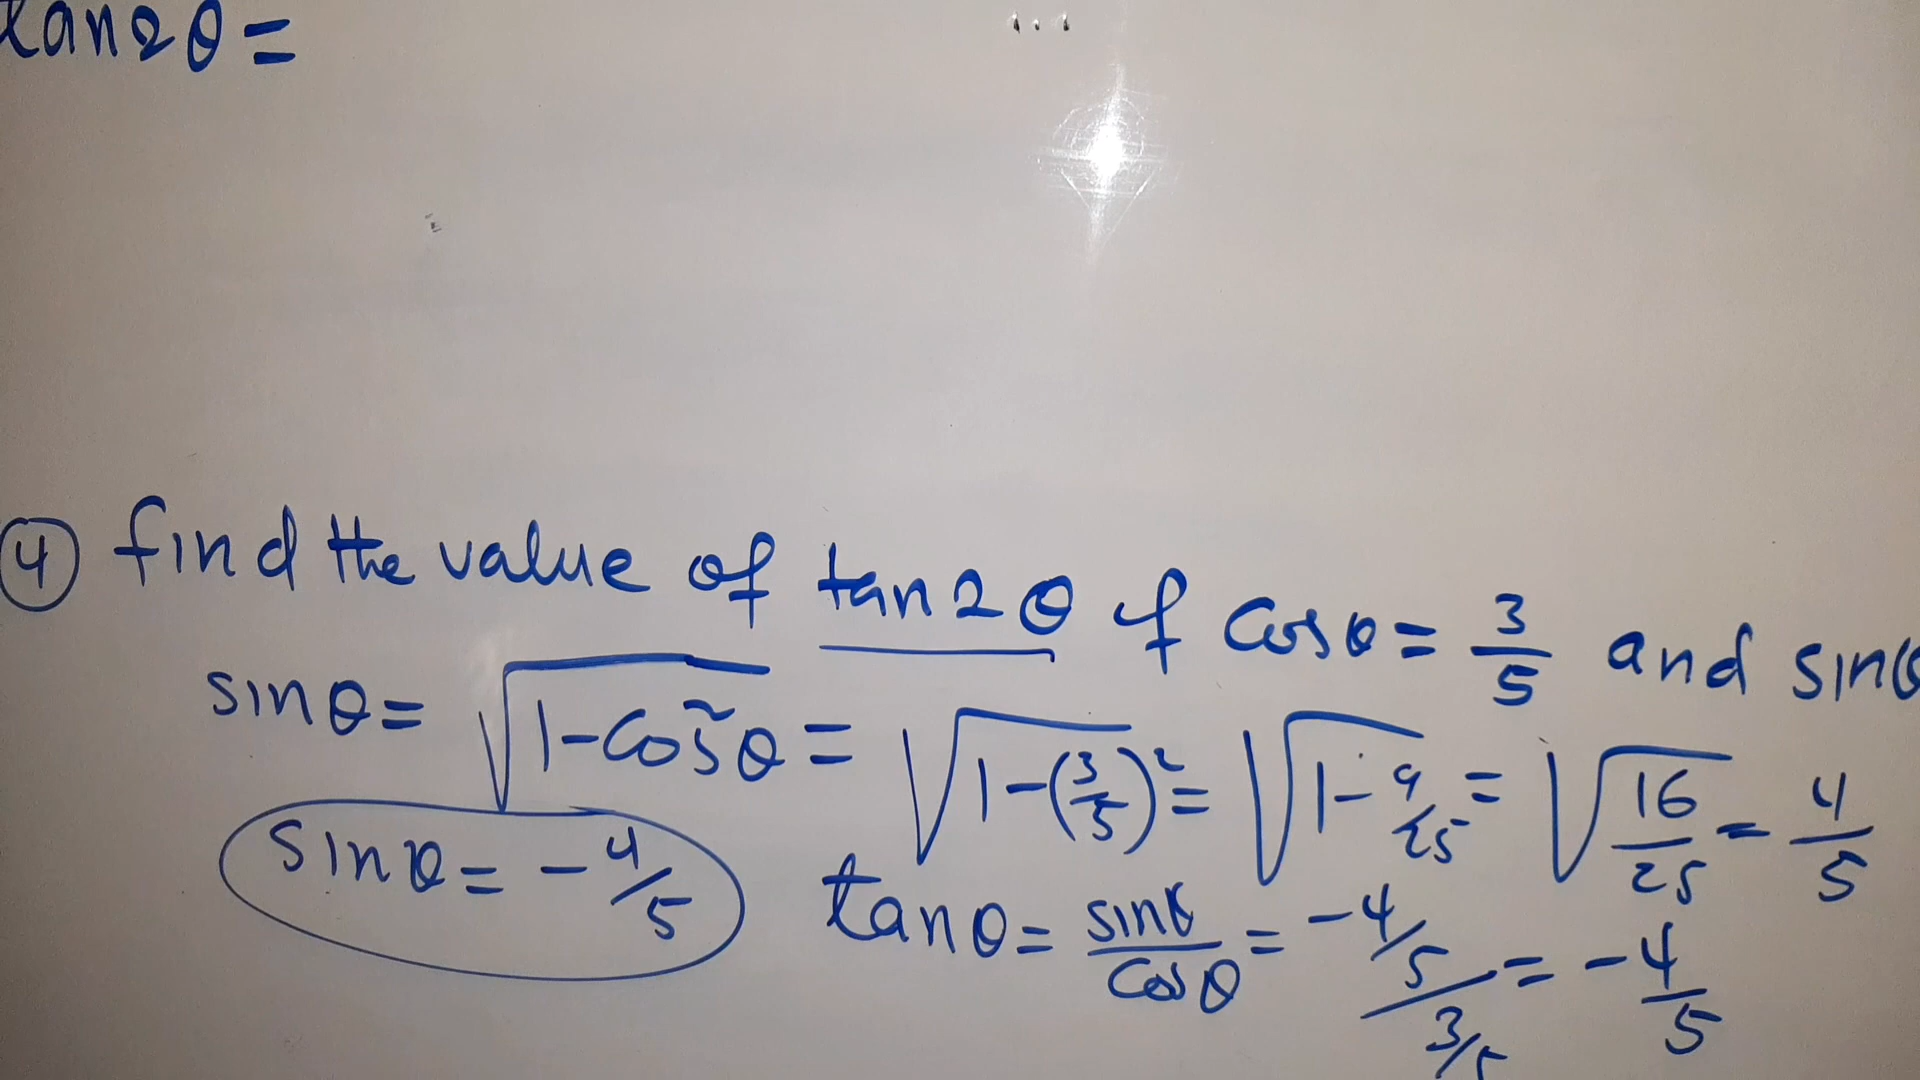 tan2θ=
④ find the value of tan2θ if cosθ = 3/5 and sinθ
sinθ = √1-cos²θ = √1-(3/5)² = √1-9/25 = √16/25 = 4/5
sinθ = -4/5
tanθ = sinθ/cosθ = -4/5/3/5 = -4/5